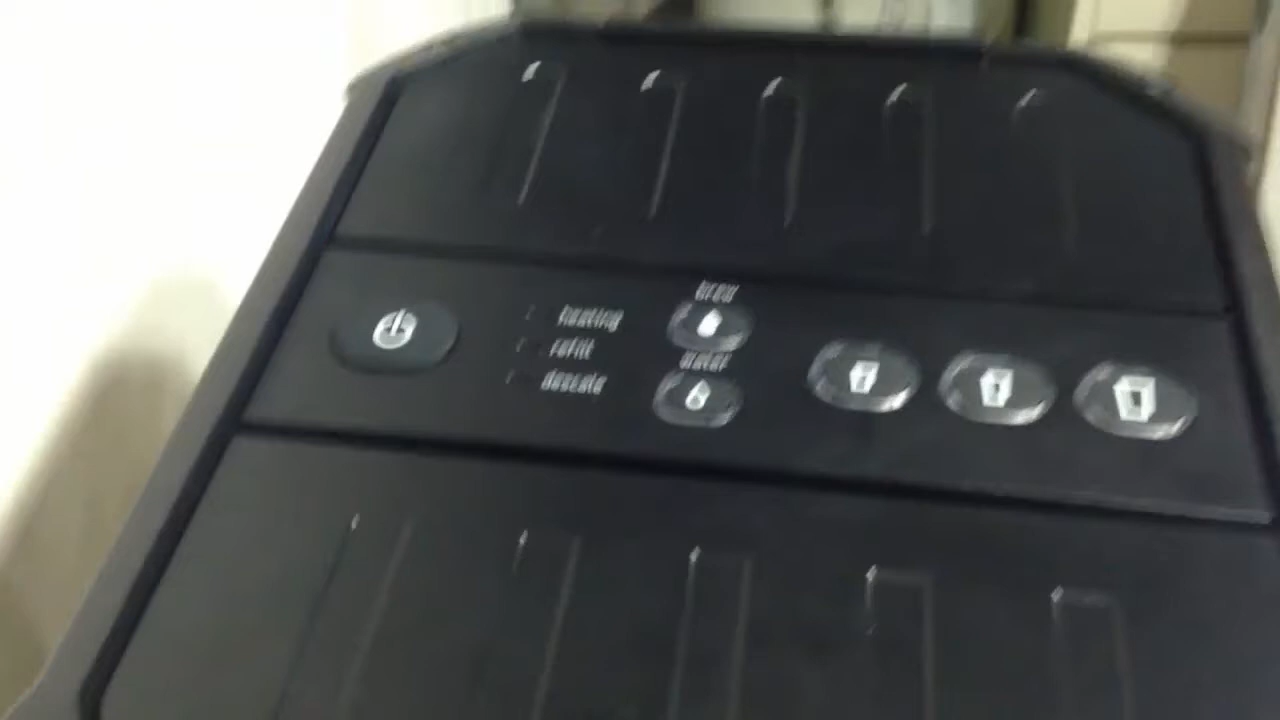 heating
refill
descale
brew
water